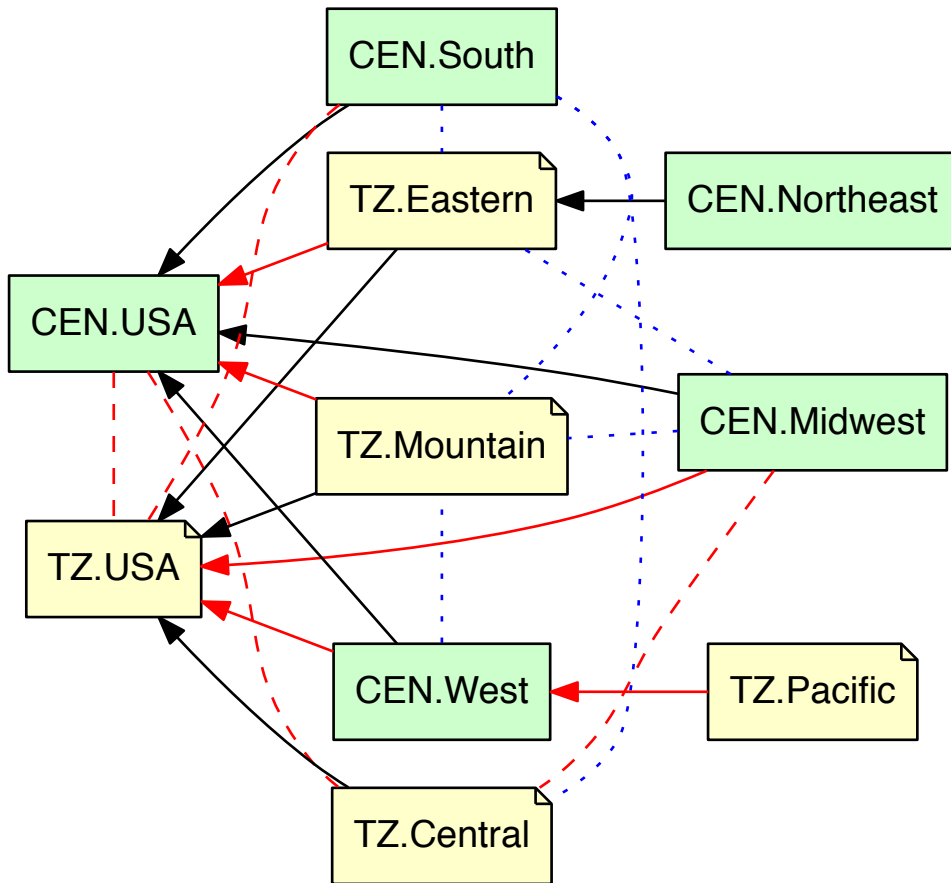 CEN.South
TZ.Eastern
CEN.Northeast
CEN.USA
CEN.Midwest
TZ.Mountain
TZ.USA
CEN.West
TZ.Pacific
TZ.Central